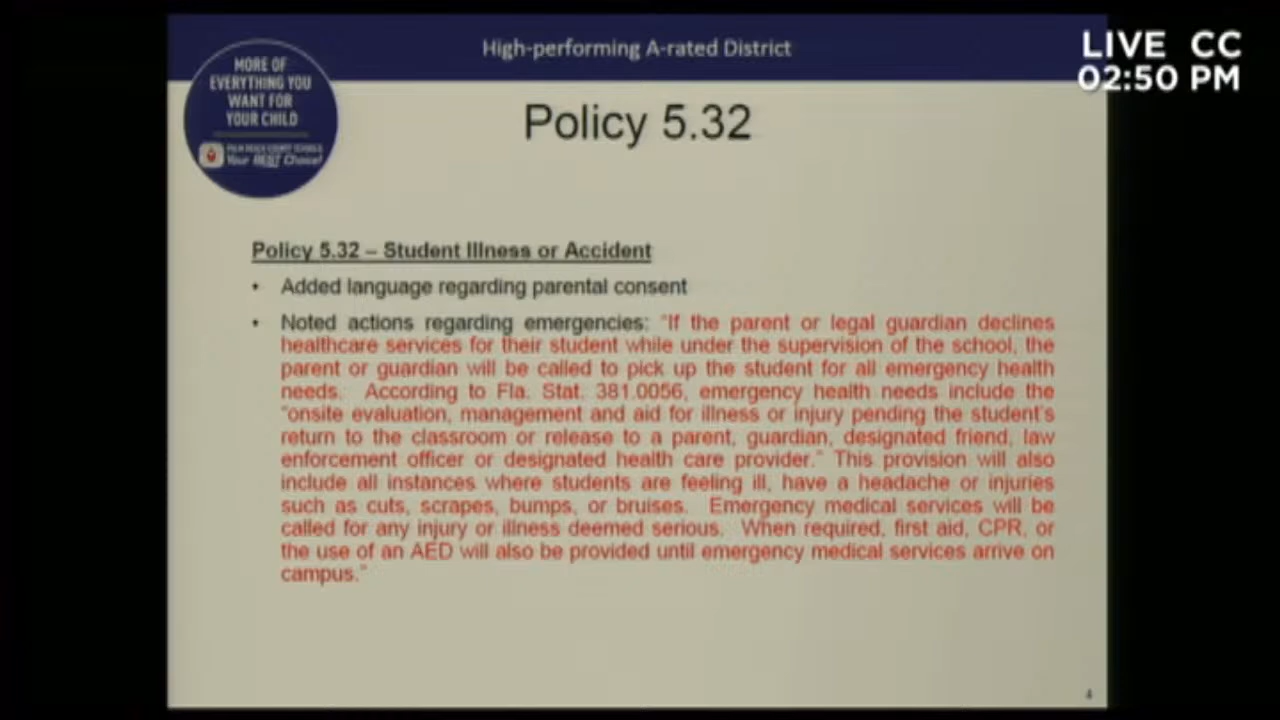 High-performing A-rated District
LIVE CC
02:50 PM
MORE OF
EVERYTHING YOU
WANT FOR
YOUR CHILD
PALM BEACH COUNTY SCHOOLS
Your BEST Choice!
Policy 5.32
Policy 5.32 – Student Illness or Accident
• Added language regarding parental consent
• Noted actions regarding emergencies: "If the parent or legal guardian declines
healthcare services for their student while under the supervision of the school, the
parent or guardian will be called to pick up the student for all emergency health
needs. According to Fla. Stat. 381.0056, emergency health needs include the
"onsite evaluation, management and aid for illness or injury pending the student's
return to the classroom or release to a parent, guardian, designated friend, law
enforcement officer or designated health care provider." This provision will also
include all instances where students are feeling ill, have a headache or injuries
such as cuts, scrapes, bumps, or bruises. Emergency medical services will be
called for any injury or illness deemed serious. When required, first aid, CPR, or
the use of an AED will also be provided until emergency medical services arrive on
campus."
4